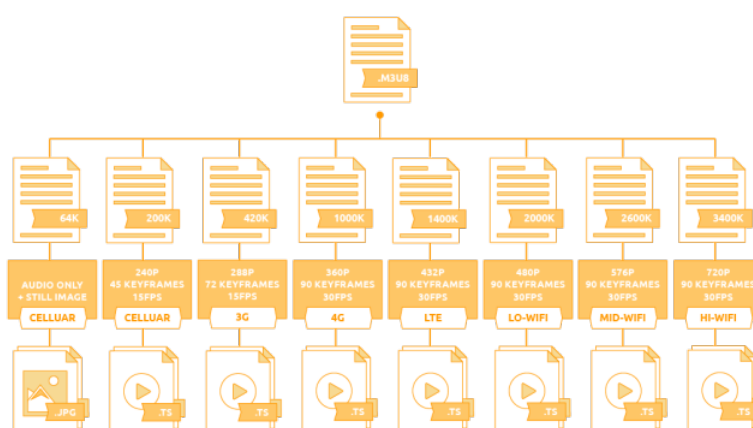 .M3U8
64K
200K
420K
1000K
1400K
2000K
2600K
3400K
AUDIO ONLY
+ STILL IMAGE
CELLUAR
240P
45 KEYFRAMES
15FPS
CELLUAR
288P
72 KEYFRAMES
15FPS
3G
360P
90 KEYFRAMES
30FPS
4G
432P
90 KEYFRAMES
30FPS
LTE
480P
90 KEYFRAMES
30FPS
LO-WIFI
576P
90 KEYFRAMES
30FPS
MID-WIFI
720P
90 KEYFRAMES
30FPS
HI-WIFI
.JPG
.TS
.TS
.TS
.TS
.TS
.TS
.TS